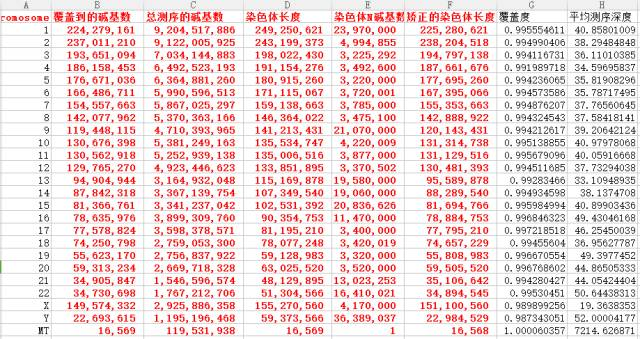 A B C D E F G H
romosome 覆盖到的碱基数 总测序的碱基数 染色体长度 染色体N碱基数 矫正的染色体长度 覆盖度 平均测序深度
1 224,279,161 9,204,517,886 249,250,621 23,970,000 225,280,621 0.995554611 40.85801009
2 237,011,210 9,122,005,925 243,199,373 4,994,855 238,204,518 0.994990406 38.29484848
3 193,651,094 7,034,144,883 198,022,430 3,225,292 194,797,138 0.994116731 36.11010385
4 186,158,453 6,492,523,193 191,154,276 3,492,600 187,661,676 0.991989718 34.59695837
5 176,671,036 6,364,881,260 180,915,260 3,220,000 177,695,260 0.994236065 35.81908296
6 166,486,711 5,990,596,513 171,115,067 3,720,001 167,395,066 0.994573586 35.78717495
7 154,557,663 5,867,025,297 159,138,663 3,785,000 155,353,663 0.994876207 37.76560645
8 142,077,962 5,370,363,166 146,364,022 3,475,100 142,888,922 0.994324543 37.58418141
9 119,448,115 4,710,393,965 141,213,431 21,070,000 120,143,431 0.994212617 39.20642124
10 130,676,398 5,381,249,163 135,534,747 4,220,009 131,314,738 0.995138855 40.97978068
11 130,562,918 5,252,939,138 135,006,516 3,877,000 131,129,516 0.995679096 40.05916668
12 129,765,270 4,923,446,623 133,851,895 3,370,502 130,481,393 0.994511685 37.73294038
13 94,904,944 3,164,932,048 115,169,878 19,580,000 95,589,878 0.99283466 33.10948935
14 87,842,318 3,367,139,754 107,349,540 19,060,000 88,289,540 0.994934598 38.1374708
15 81,366,761 3,341,237,042 102,531,392 20,836,626 81,694,766 0.995984994 40.89903436
16 78,635,976 3,899,309,760 90,354,753 11,470,000 78,884,753 0.996846323 49.43046168
17 77,578,824 3,598,378,571 81,195,210 3,400,000 77,795,210 0.997218518 46.25450039
18 74,250,798 2,759,053,300 78,077,248 3,420,019 74,657,229 0.99455604 36.95627787
19 55,623,170 2,756,837,922 59,128,983 3,320,000 55,808,983 0.996670554 49.3977452
20 59,313,234 2,669,718,328 63,025,520 3,520,000 59,505,520 0.996768602 44.86505333
21 34,905,847 1,546,596,574 48,129,895 13,023,253 35,106,642 0.994280428 44.05424405
22 34,730,698 1,767,212,706 51,304,566 16,410,021 34,894,545 0.99530451 50.64438313
X 149,574,332 2,925,886,358 155,270,560 4,170,000 151,100,560 0.989899256 19.3638353
Y 22,693,615 1,195,196,468 59,373,566 36,389,037 22,984,529 0.987343051 52.00004177
MT 16,569 119,531,938 16,569 1 16,568 1.000060357 7214.626871